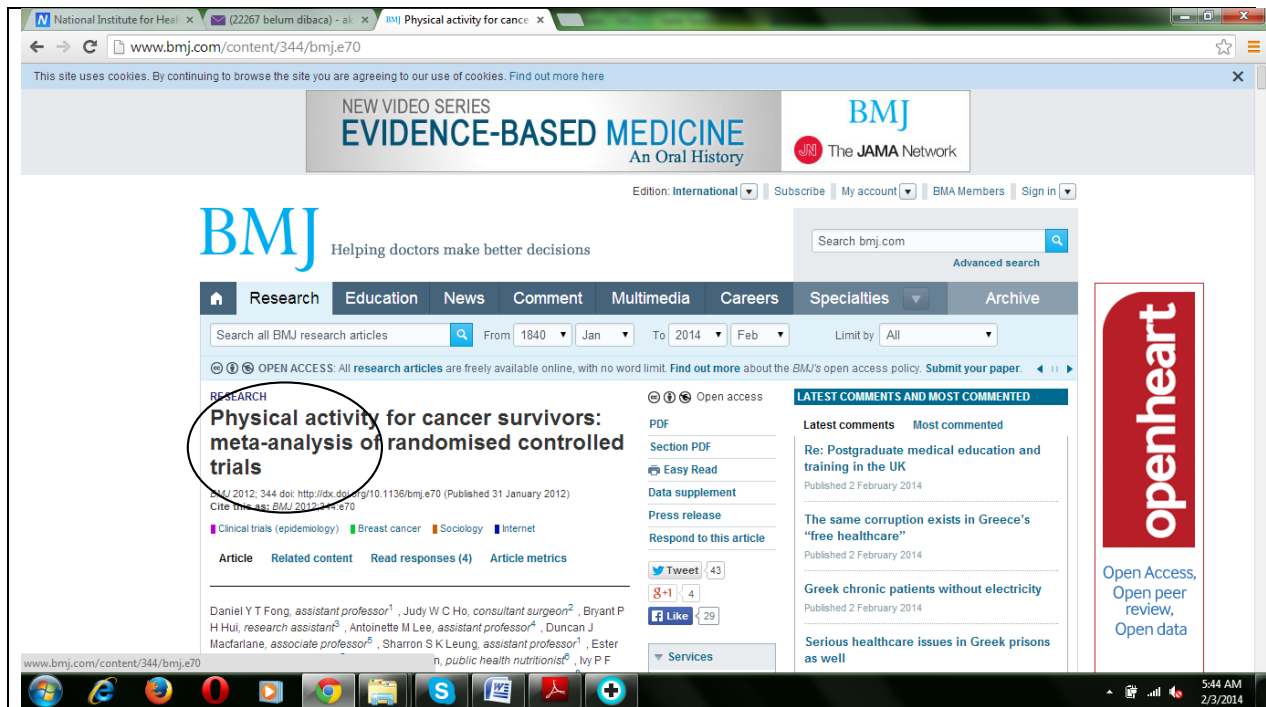 National Institute for Heal
(22267 belum dibaca) - al
BMJ Physical activity for cance
www.bmj.com/content/344/bmj.e70
This site uses cookies. By continuing to browse the site you are agreeing to our use of cookies. Find out more here
NEW VIDEO SERIES
EVIDENCE-BASED MEDICINE
An Oral History
BMJ
JN The JAMA Network
Edition: International Subscribe My account BMA Members Sign in
BMJ
Helping doctors make better decisions
Search bmj.com
Advanced search
Research Education News Comment Multimedia Careers Specialties Archive
Search all BMJ research articles From 1840 Jan To 2014 Feb Limit by All
OPEN ACCESS: All research articles are freely available online, with no word limit. Find out more about the BMJ's open access policy. Submit your paper.
RESEARCH
Physical activity for cancer survivors:
meta-analysis of randomised controlled
trials
BMJ 2012; 344 doi: http://dx.doi.org/10.1136/bmj.e70 (Published 31 January 2012)
Cite this as: BMJ 2012;344:e70
Clinical trials (epidemiology) Breast cancer Sociology Internet
Article Related content Read responses (4) Article metrics
Daniel Y T Fong, assistant professor1 , Judy W C Ho, consultant surgeon2 , Bryant P
H Hui, research assistant3 , Antoinette M Lee, assistant professor4 , Duncan J
Macfarlane, associate professor5 , Sharron S K Leung, assistant professor1 , Ester
n, public health nutritionist6 , Ivy P F
Open access
PDF
Section PDF
Easy Read
Data supplement
Press release
Respond to this article
Tweet 43
g+1 4
Like 29
Services
LATEST COMMENTS AND MOST COMMENTED
Latest comments Most commented
Re: Postgraduate medical education and
training in the UK
Published 2 February 2014
The same corruption exists in Greece's
“free healthcare”
Published 2 February 2014
Greek chronic patients without electricity
Published 2 February 2014
Serious healthcare issues in Greek prisons
as well
openheart
Open Access,
Open peer
review,
Open data
www.bmj.com/content/344/bmj.e70
5:44 AM
2/3/2014